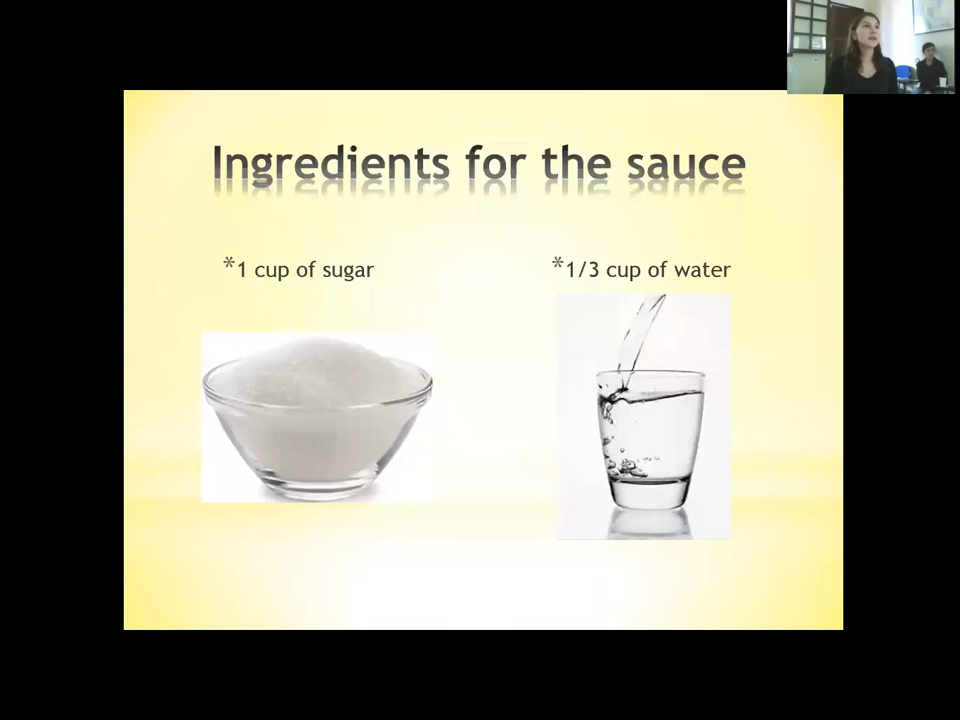 Ingredients for the sauce
*1 cup of sugar
*1/3 cup of water